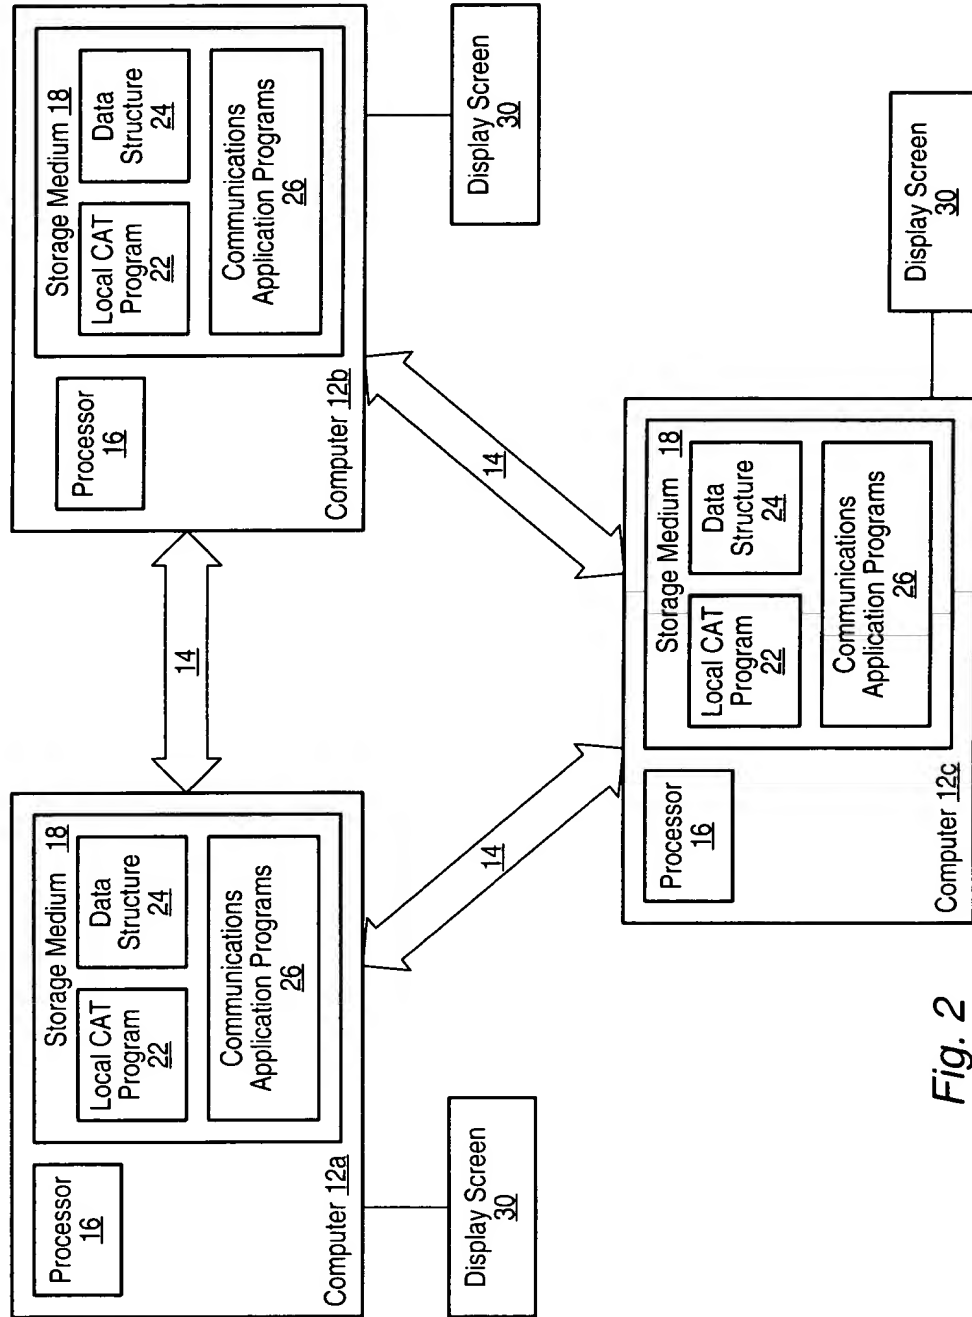 Processor
16
Storage Medium 18
Local CAT
Program
22
Data
Structure
24
Communications
Application Programs
26
Computer 12a
Display Screen
30
14
Processor
16
Storage Medium 18
Local CAT
Program
22
Data
Structure
24
Communications
Application Programs
26
Computer 12b
Display Screen
30
14
14
Processor
16
Storage Medium 18
Local CAT
Program
22
Data
Structure
24
Communications
Application Programs
26
Computer 12c
Display Screen
30
Fig. 2